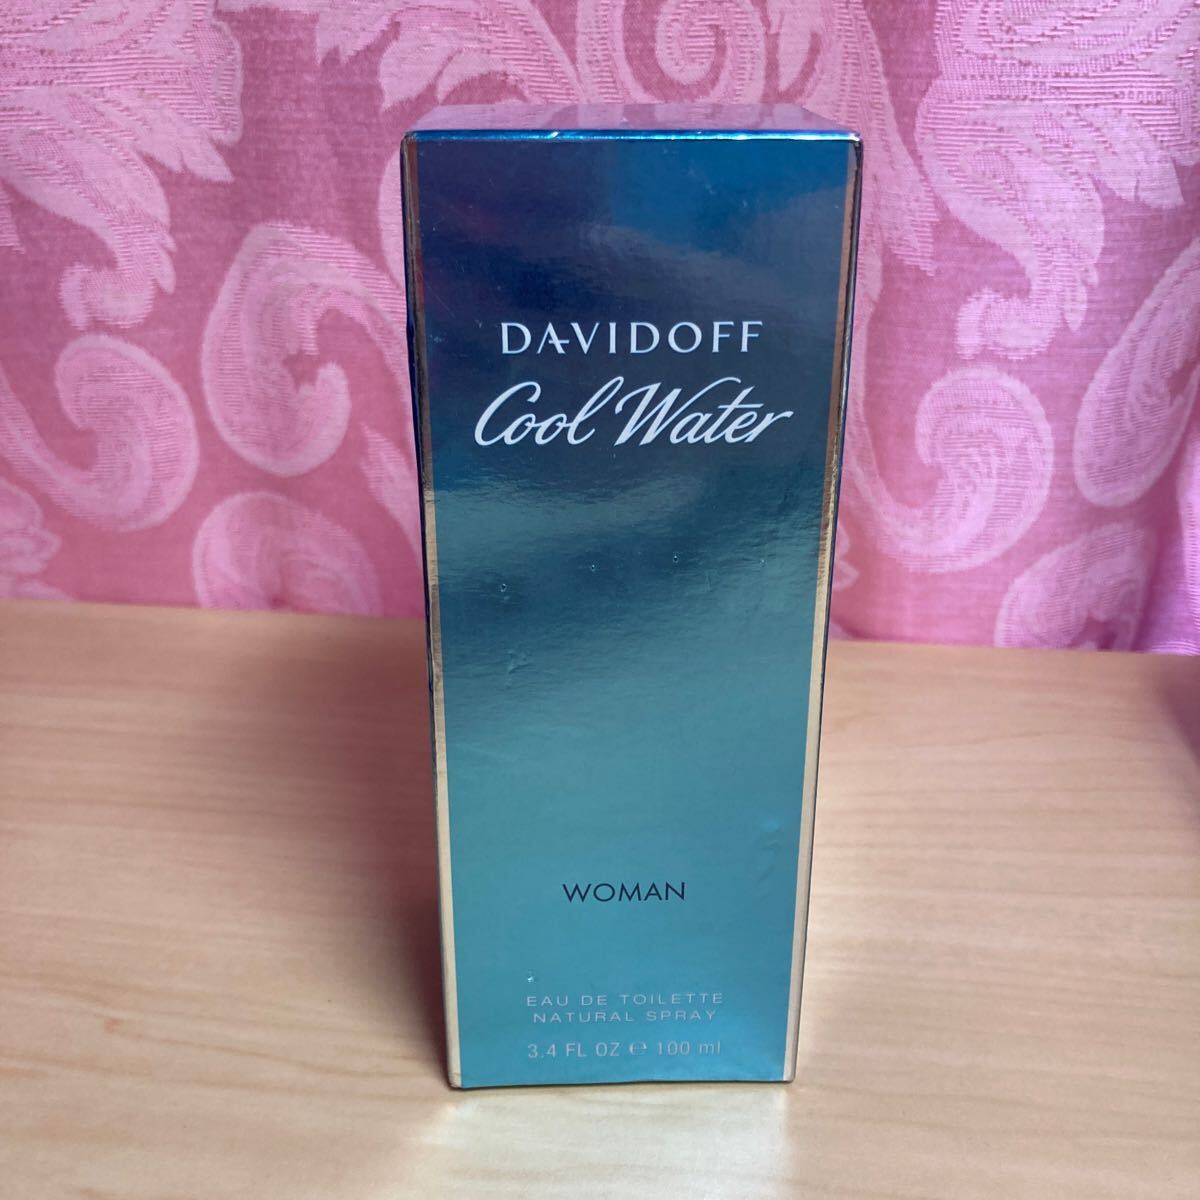 DAVIDOFF
Cool Water
WOMAN
EAU DE TOILETTE
NATURAL SPRAY
3.4 FL OZ ℮ 100 ml